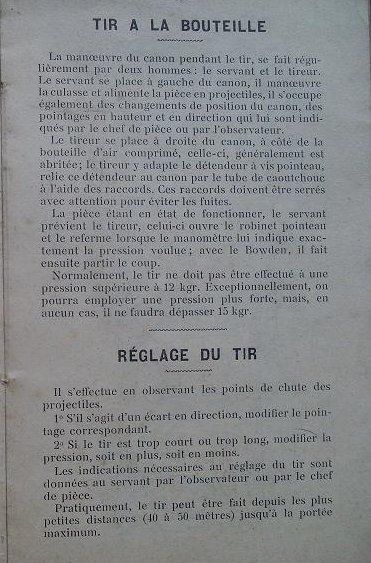 TIR A LA BOUTEILLE
La manœuvre du canon pendant le tir, se fait régu-
lièrement par deux hommes : le servant et le tireur.
Le servant se place à gauche du canon, il manœuvre
la culasse et alimente la pièce en projectiles, il s'occupe
également des changements de position du canon, des
pointages en hauteur et en direction qui lui sont indi-
qués par le chef de pièce ou par l'observateur.
Le tireur se place à droite du canon, à côté de la
bouteille d'air comprimé, celle-ci, généralement est
abritée ; le tireur y adapte le détendeur à vis pointeau,
relie ce détendeur au canon par le tube de caoutchouc
à l'aide des raccords. Ces raccords doivent être serrés
avec attention pour éviter les fuites.
La pièce étant en état de fonctionner, le servant
prévient le tireur, celui-ci ouvre le robinet pointeau
et le referme lorsque le manomètre lui indique exac-
tement la pression voulue ; avec le Bowden, il fait
ensuite partir le coup.
Normalement, le tir ne doit pas être effectué à une
pression supérieure à 12 kgr. Exceptionnellement, on
pourra employer une pression plus forte, mais, en
aucun cas, il ne faudra dépasser 15 kgr.
RÉGLAGE DU TIR
Il s'effectue en observant les points de chute des
projectiles.
1º S'il s'agit d'un écart en direction, modifier le poin-
tage correspondant.
2º Si le tir est trop court ou trop long, modifier la
pression, soit en plus, soit en moins.
Les indications nécessaires au réglage du tir sont
données au servant par l'observateur ou par le chef
de pièce.
Pratiquement, le tir peut être fait depuis les plus
petites distances (40 à 50 mètres) jusqu'à la portée
maximum.